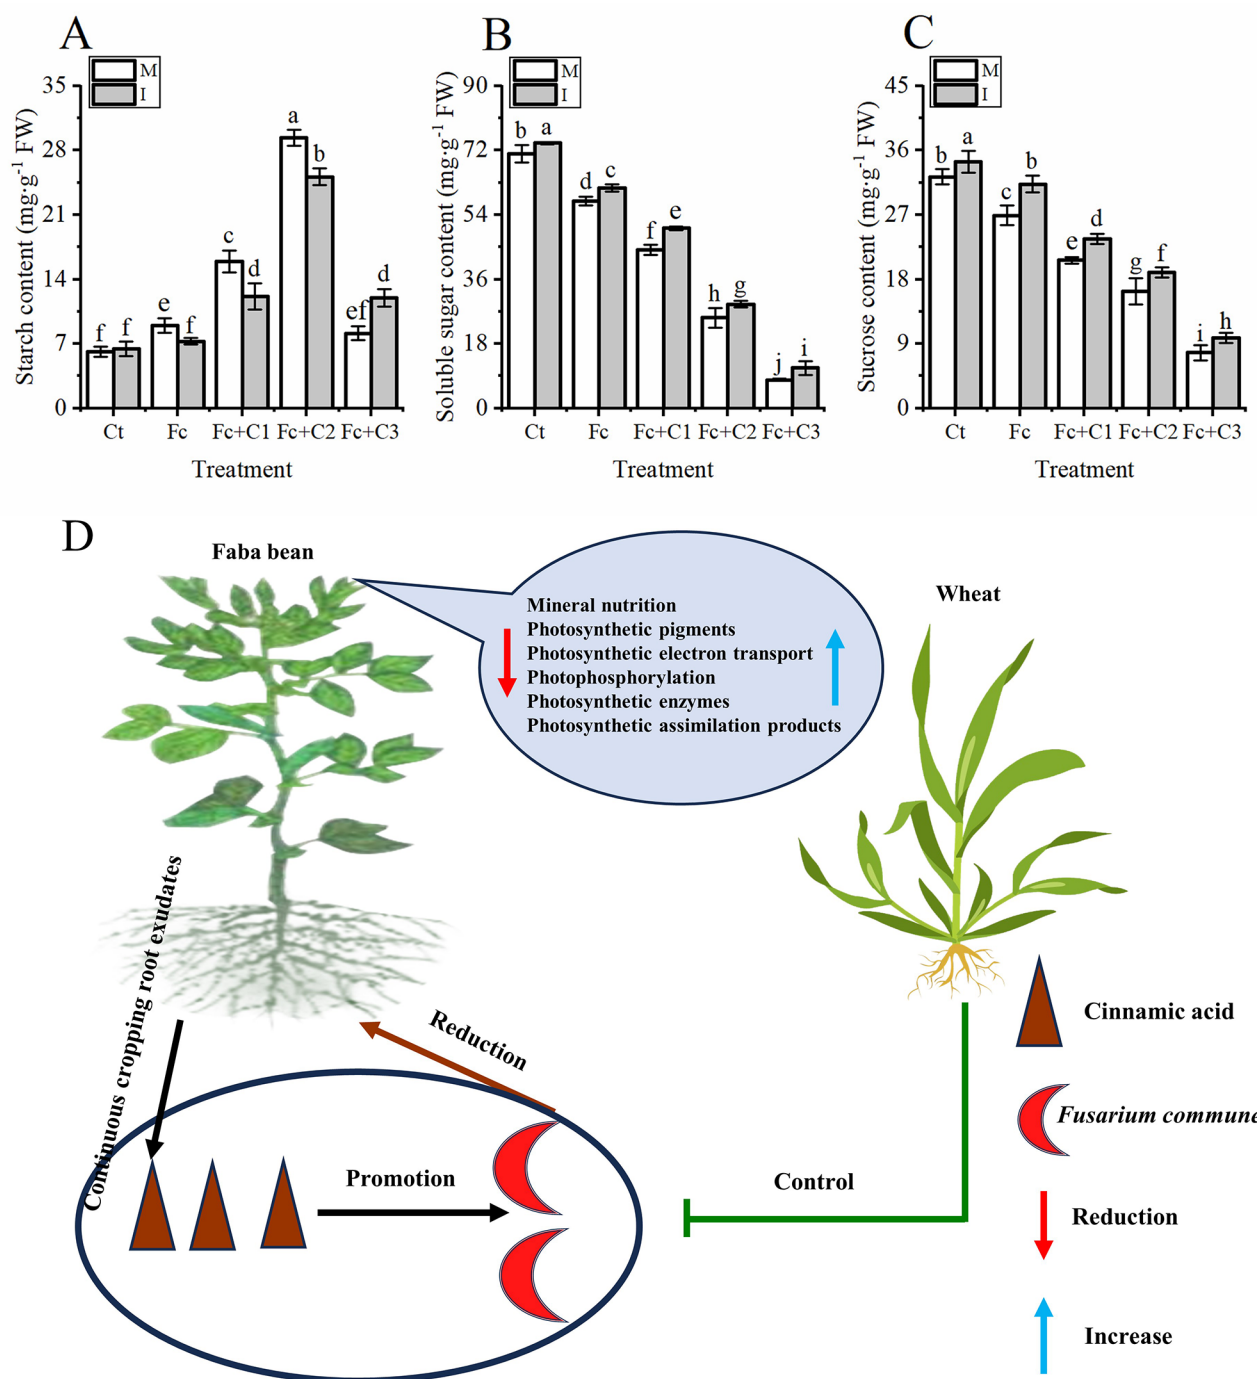 A
M
I
Starch content (mg·g⁻¹ FW)
35
28
21
14
7
0
f
f
e
f
c
d
a
b
ef
d
Ct
Fc
Fc+C1
Fc+C2
Fc+C3
Treatment
B
M
I
Soluble sugar content (mg·g⁻¹ FW)
90
72
54
36
18
0
b
a
d
c
f
e
h
g
j
i
Ct
Fc
Fc+C1
Fc+C2
Fc+C3
Treatment
C
M
I
Sucrose content (mg·g⁻¹ FW)
45
36
27
18
9
0
b
a
c
b
e
d
g
f
i
h
Ct
Fc
Fc+C1
Fc+C2
Fc+C3
Treatment
D
Faba bean
Mineral nutrition
Photosynthetic pigments
Photosynthetic electron transport
Photophosphorylation
Photosynthetic enzymes
Photosynthetic assimilation products
Wheat
Continuous cropping root exudates
Reduction
Promotion
Control
Cinnamic acid
Fusarium commune
Reduction
Increase